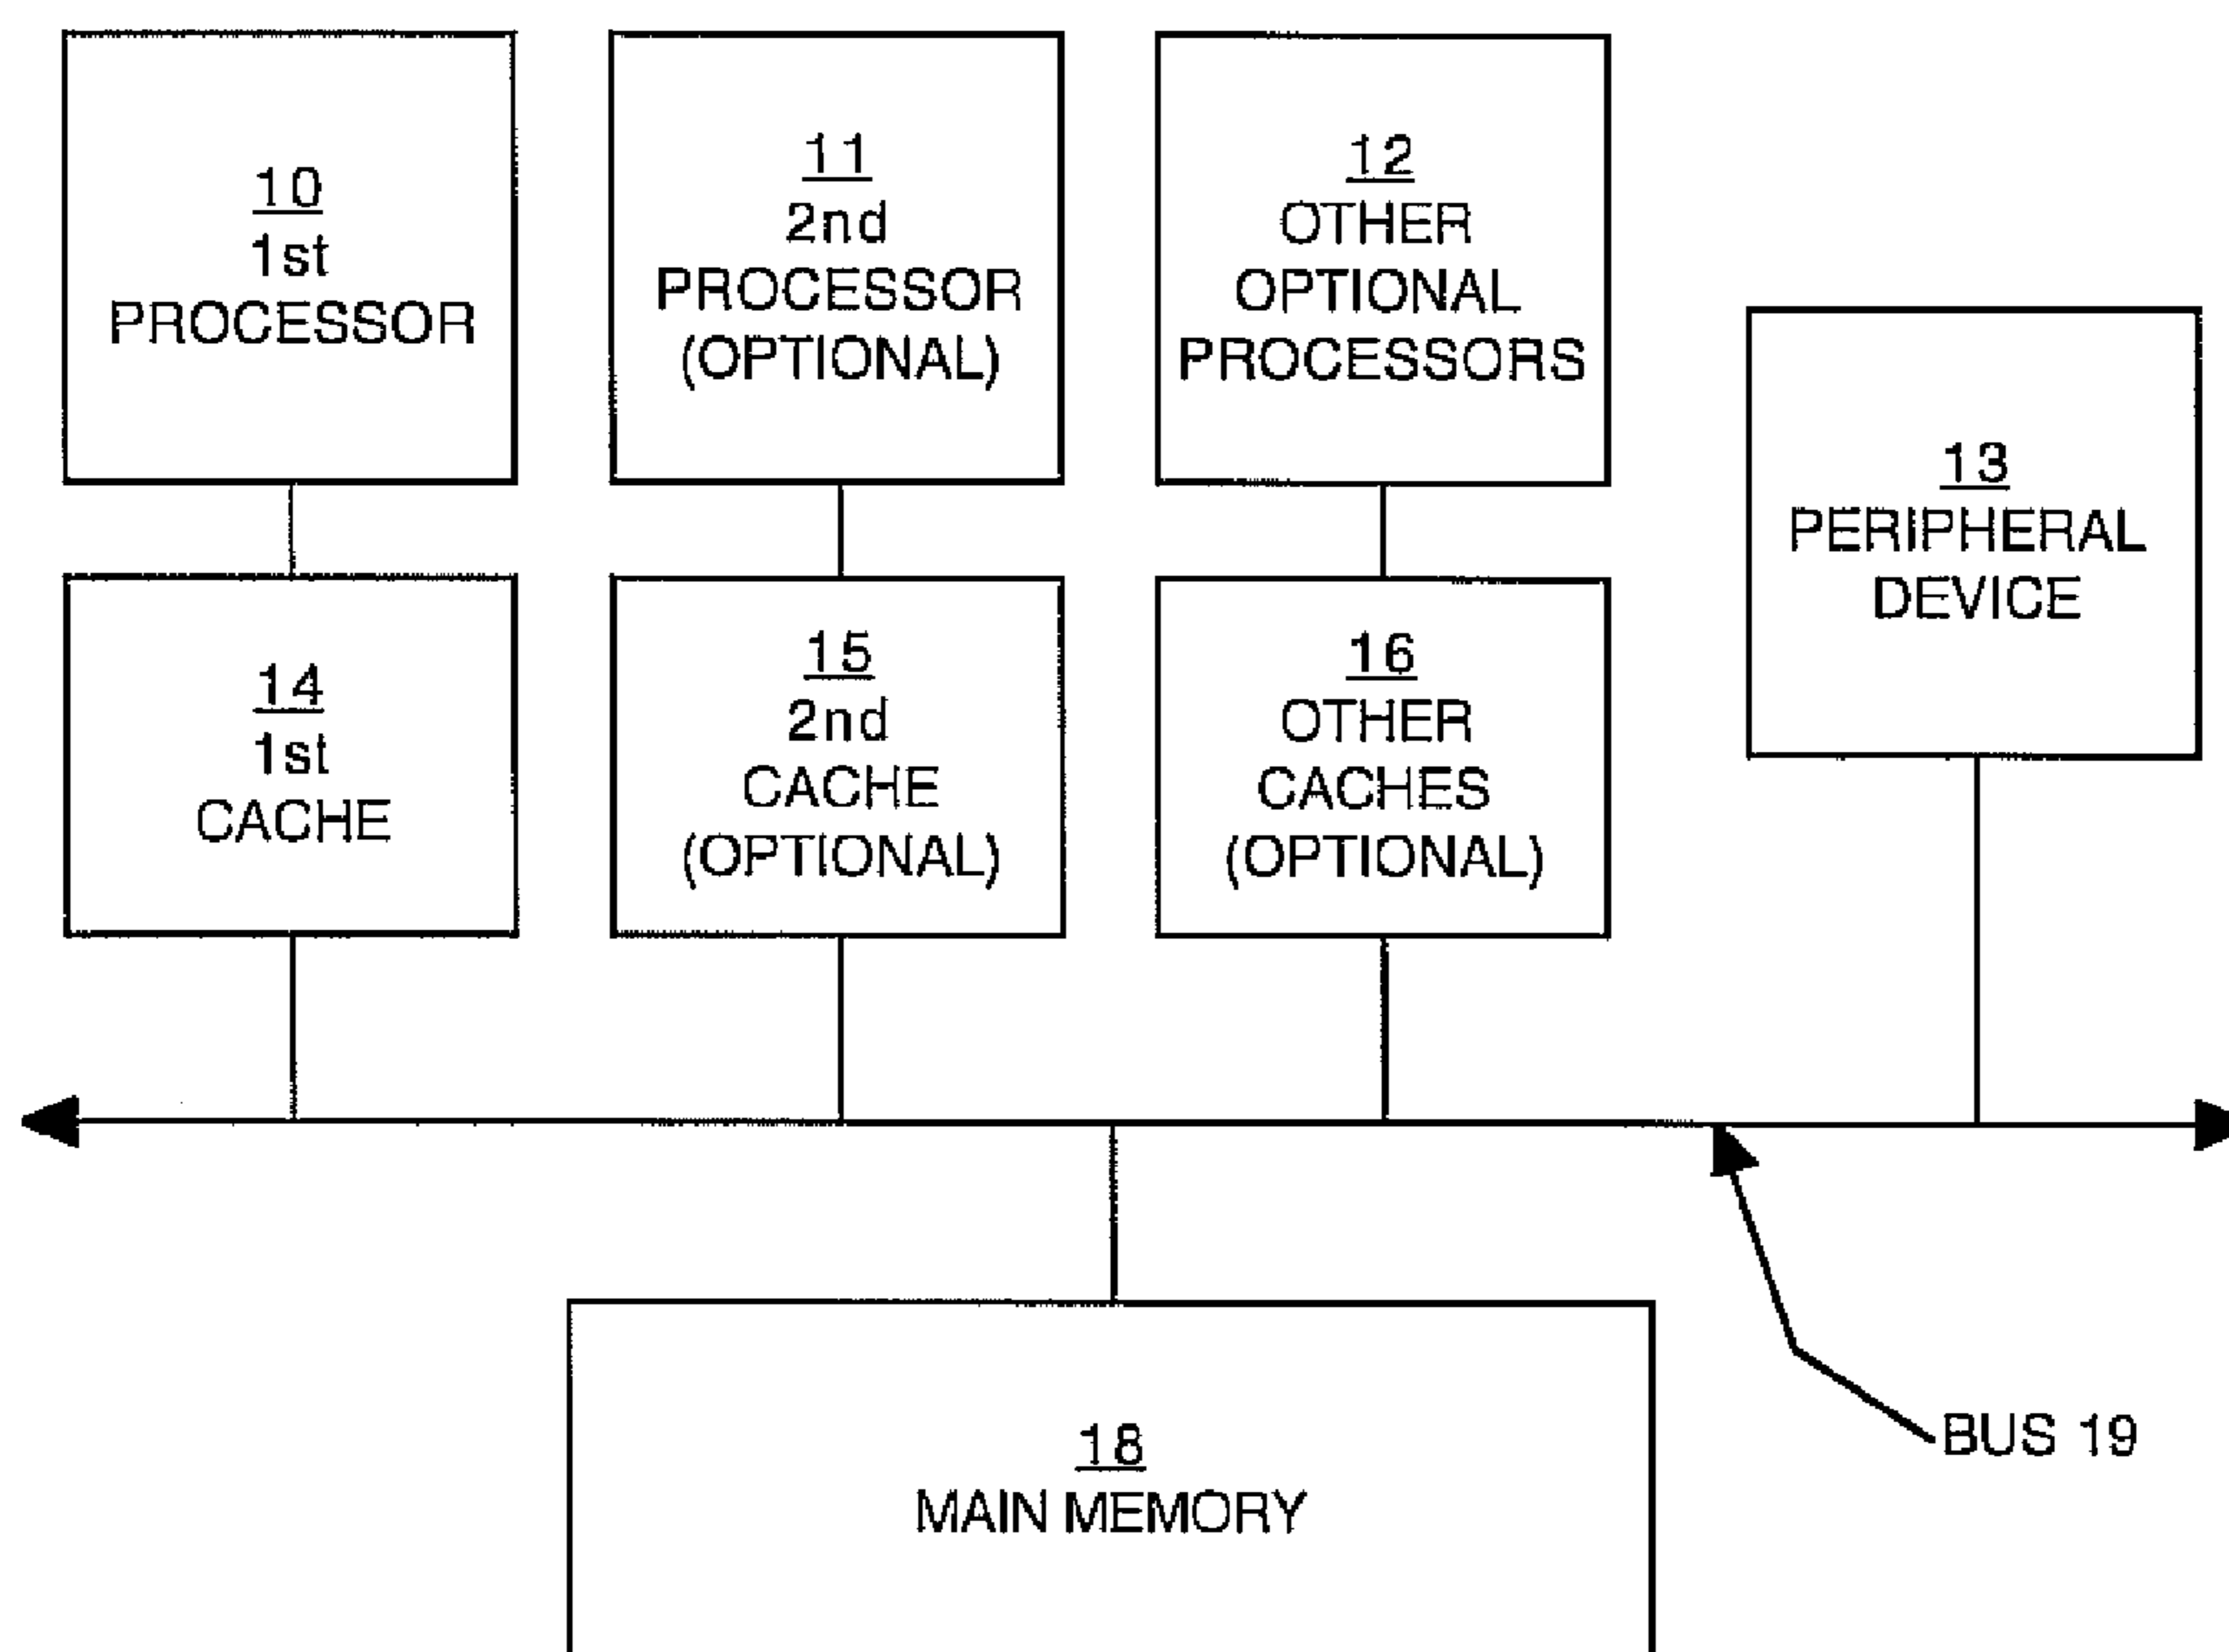 10
1st
PROCESSOR
11
2nd
PROCESSOR
(OPTIONAL)
12
OTHER
OPTIONAL
PROCESSORS
13
PERIPHERAL
DEVICE
14
1st
CACHE
15
2nd
CACHE
(OPTIONAL)
16
OTHER
CACHES
(OPTIONAL)
BUS 19
18
MAIN MEMORY